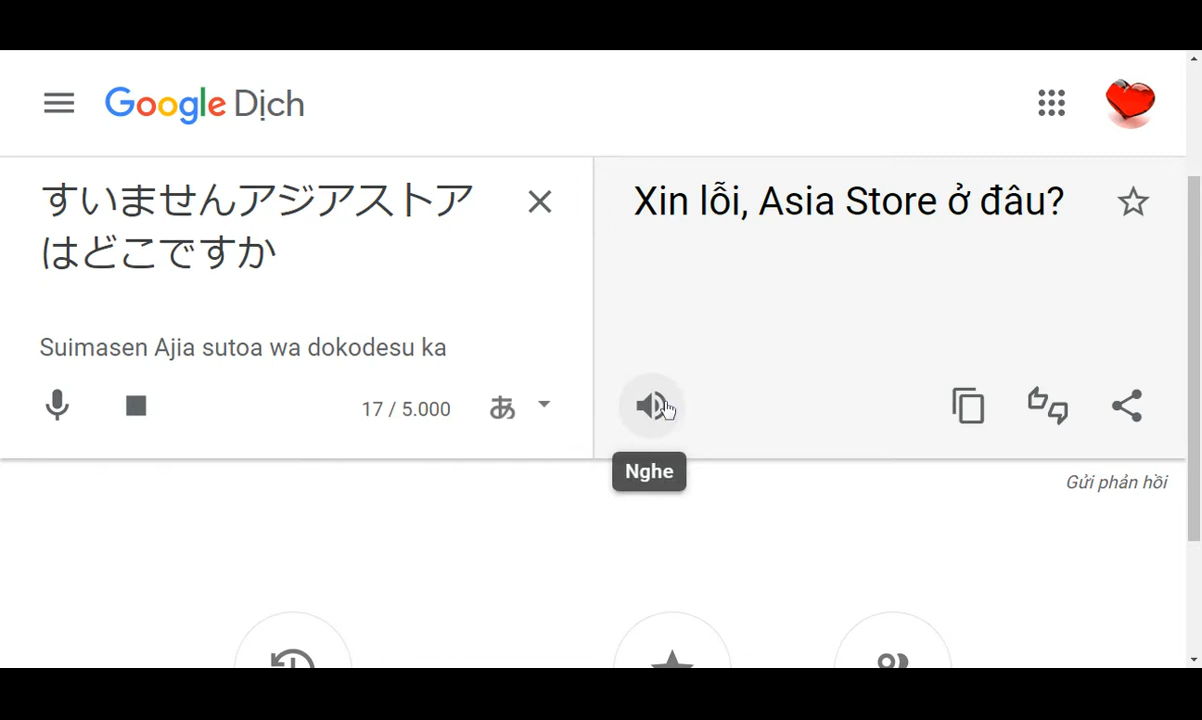 Google Dịch
すいませんアジアストア
はどこですか
Suimasen Ajia sutoa wa dokodesu ka
17 / 5.000
あ
Xin lỗi, Asia Store ở đâu?
Nghe
Gửi phản hồi